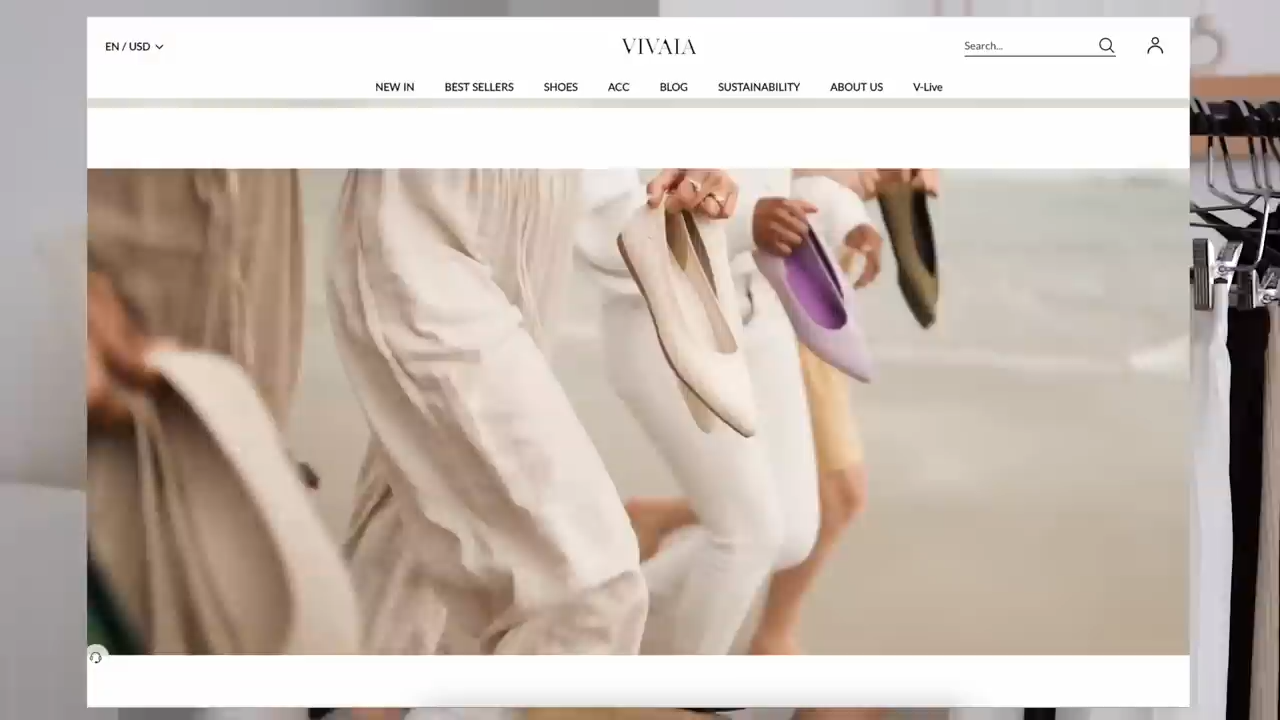 EN / USD
VIVAIA
Search...
NEW IN BEST SELLERS SHOES ACC BLOG SUSTAINABILITY ABOUT US V-Live